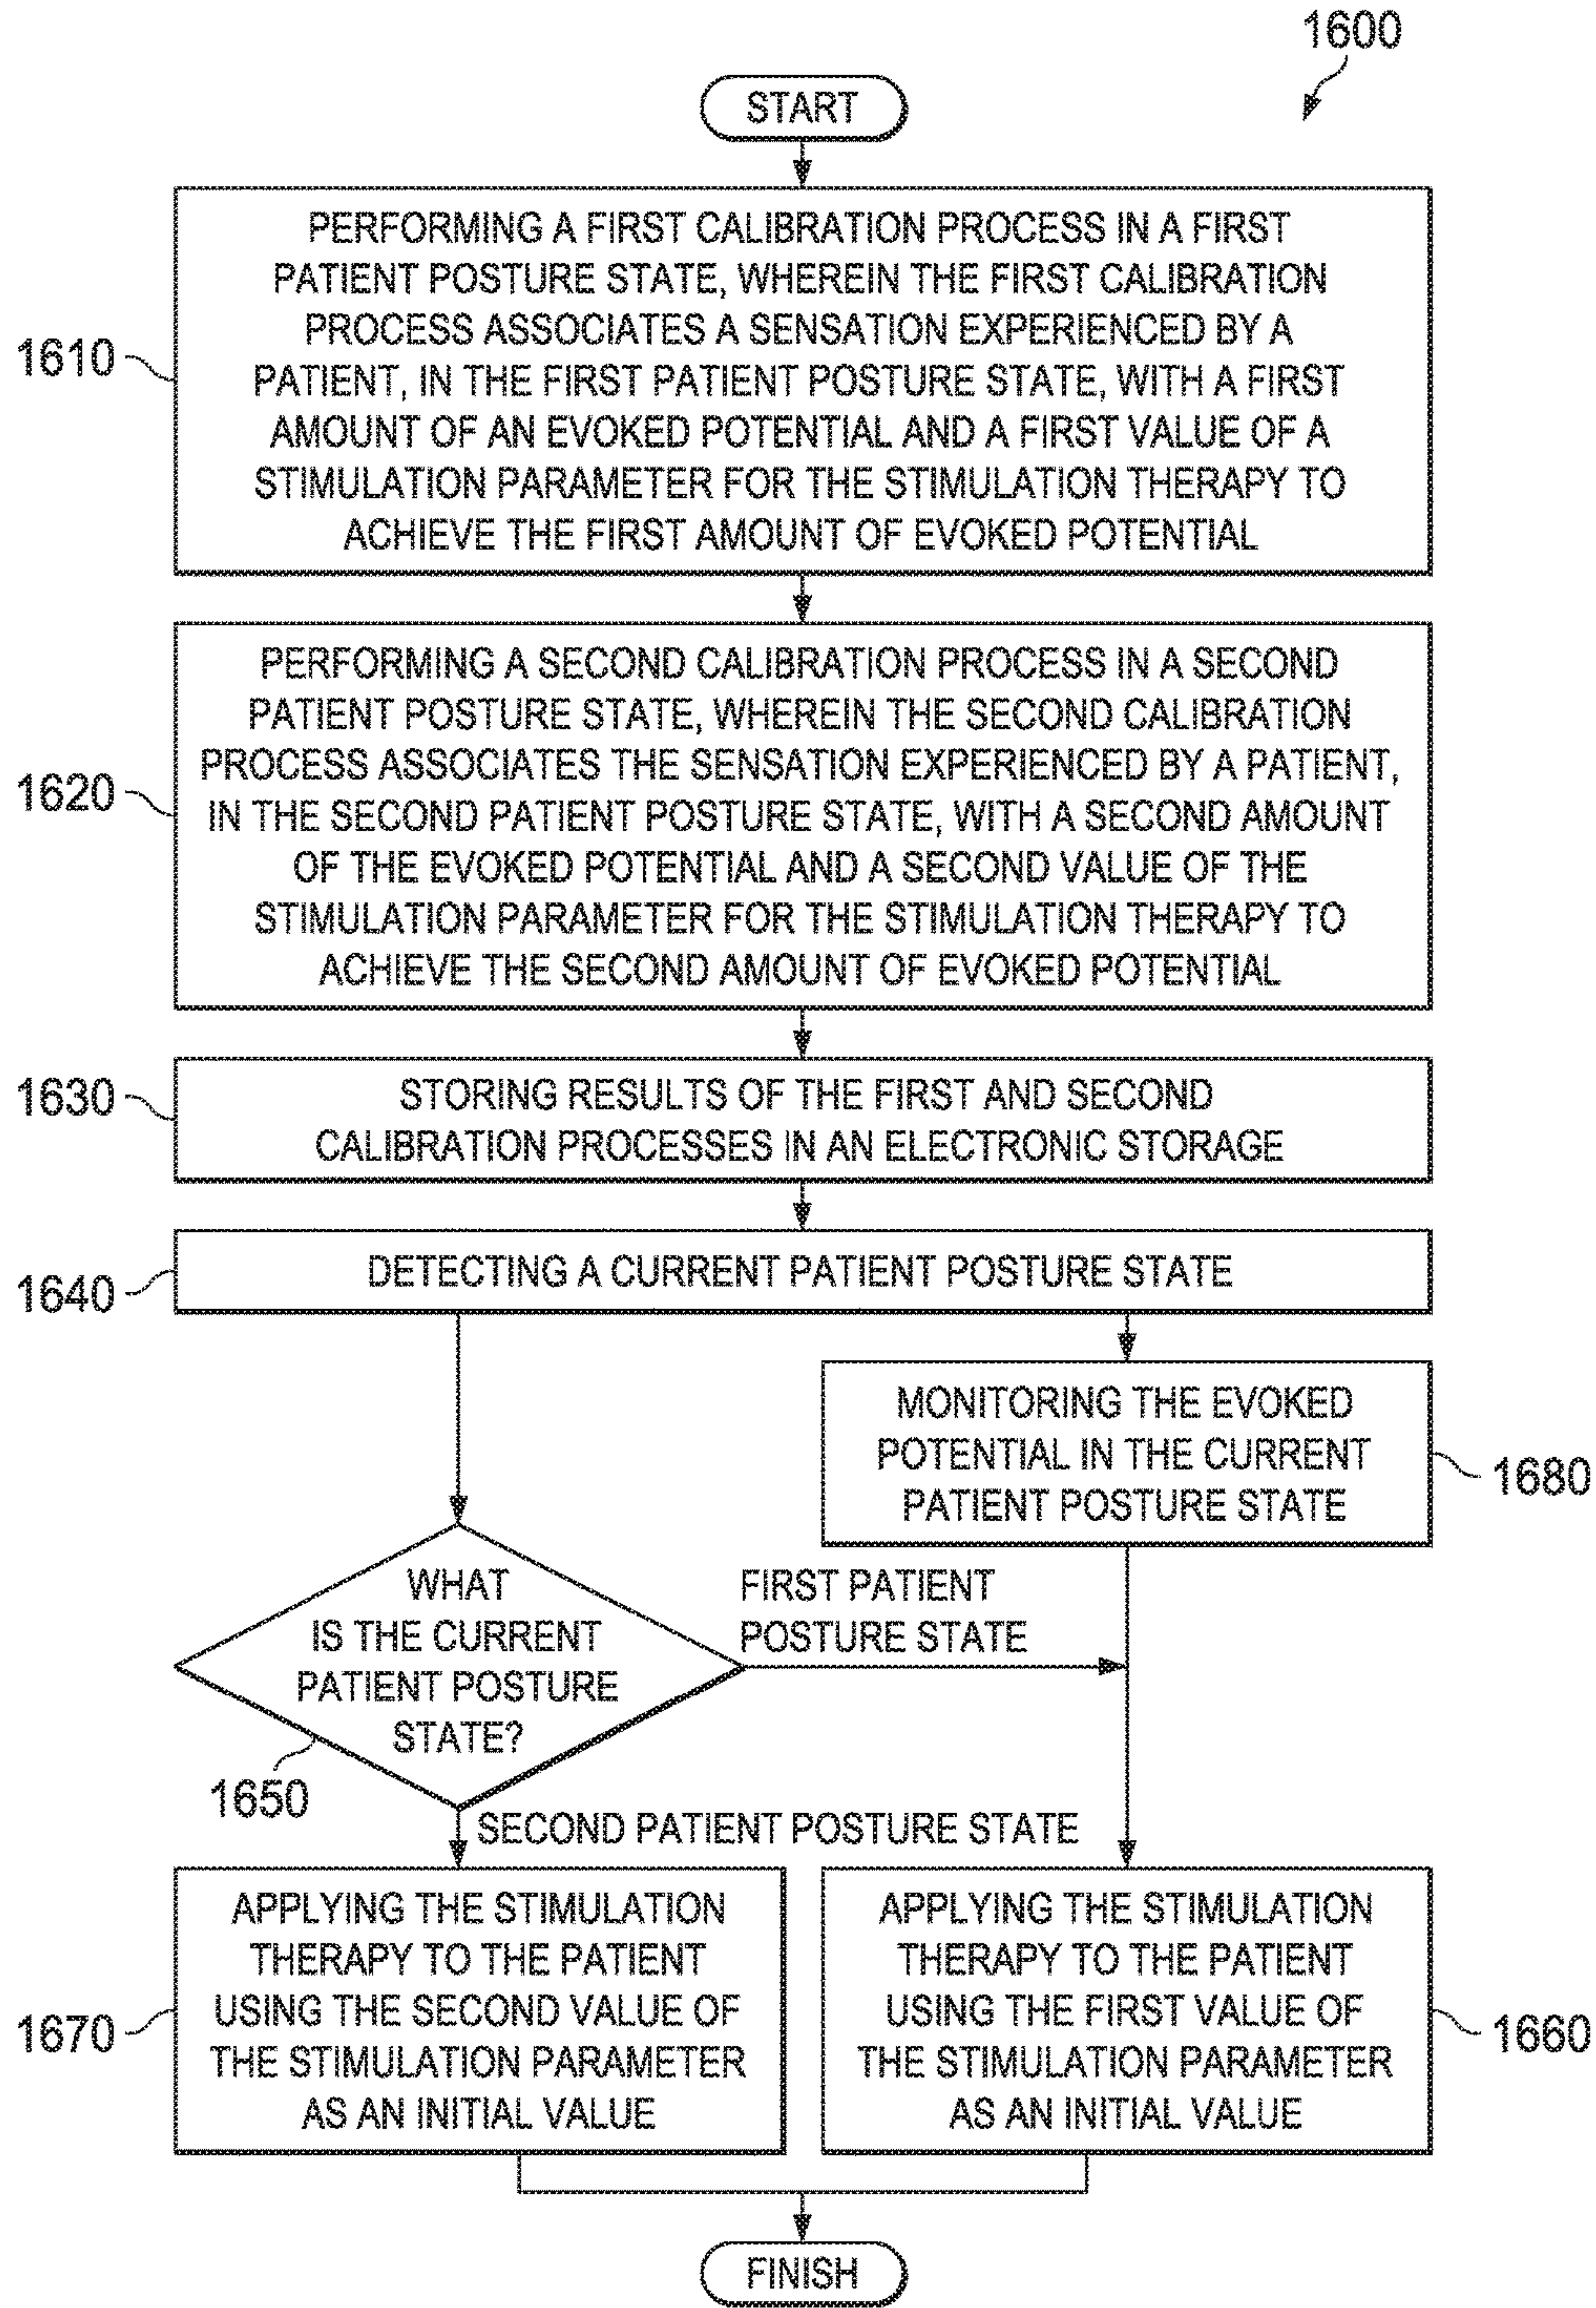 1600
START
PERFORMING A FIRST CALIBRATION PROCESS IN A FIRST
PATIENT POSTURE STATE, WHEREIN THE FIRST CALIBRATION
PROCESS ASSOCIATES A SENSATION EXPERIENCED BY A
PATIENT, IN THE FIRST PATIENT POSTURE STATE, WITH A FIRST
AMOUNT OF AN EVOKED POTENTIAL AND A FIRST VALUE OF A
STIMULATION PARAMETER FOR THE STIMULATION THERAPY TO
ACHIEVE THE FIRST AMOUNT OF EVOKED POTENTIAL
1610
PERFORMING A SECOND CALIBRATION PROCESS IN A SECOND
PATIENT POSTURE STATE, WHEREIN THE SECOND CALIBRATION
PROCESS ASSOCIATES THE SENSATION EXPERIENCED BY A PATIENT,
IN THE SECOND PATIENT POSTURE STATE, WITH A SECOND AMOUNT
OF THE EVOKED POTENTIAL AND A SECOND VALUE OF THE
STIMULATION PARAMETER FOR THE STIMULATION THERAPY TO
ACHIEVE THE SECOND AMOUNT OF EVOKED POTENTIAL
1620
STORING RESULTS OF THE FIRST AND SECOND
CALIBRATION PROCESSES IN AN ELECTRONIC STORAGE
1630
DETECTING A CURRENT PATIENT POSTURE STATE
1640
MONITORING THE EVOKED
POTENTIAL IN THE CURRENT
PATIENT POSTURE STATE
1680
WHAT
IS THE CURRENT
PATIENT POSTURE
STATE?
1650
FIRST PATIENT
POSTURE STATE
SECOND PATIENT POSTURE STATE
APPLYING THE STIMULATION
THERAPY TO THE PATIENT
USING THE SECOND VALUE OF
THE STIMULATION PARAMETER
AS AN INITIAL VALUE
1670
APPLYING THE STIMULATION
THERAPY TO THE PATIENT
USING THE FIRST VALUE OF
THE STIMULATION PARAMETER
AS AN INITIAL VALUE
1660
FINISH